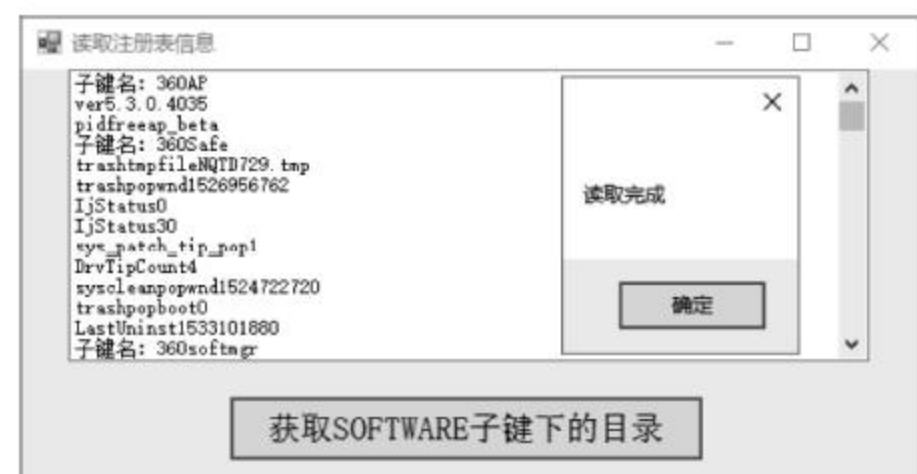 读取注册表信息
子键名: 360AP
ver5.3.0.4035
pidfreeap_beta
子键名: 360Safe
trashtmpfileNQTD729.tmp
trashpopwnd1526956762
IjStatus0
IjStatus30
sys_patch_tip_pop1
DrvTipCount4
syscleanpopwnd1524722720
trashpopboot0
LastUninst1533101880
子键名: 360softmgr
读取完成
确定
获取SOFTWARE子键下的目录